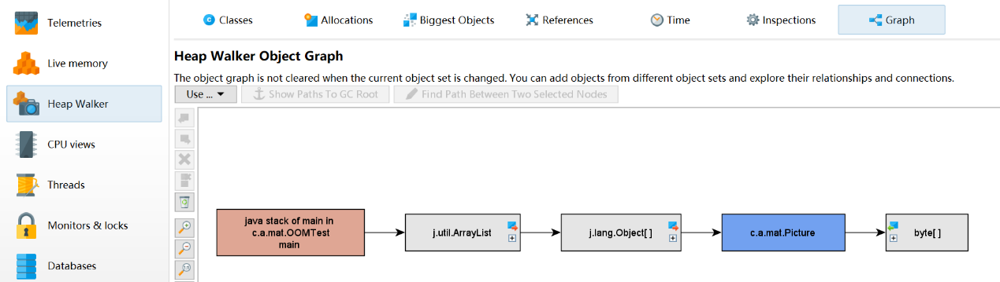 Telemetries
Live memory
Heap Walker
CPU views
Threads
Monitors & locks
Databases
Classes
Allocations
Biggest Objects
References
Time
Inspections
Graph
Heap Walker Object Graph
The object graph is not cleared when the current object set is changed. You can add objects from different object sets and explore their relationships and connections.
Use ...
Show Paths To GC Root
Find Path Between Two Selected Nodes
java stack of main in
c.a.mat.OOMTest
main
j.util.ArrayList
j.lang.Object[ ]
c.a.mat.Picture
byte[ ]